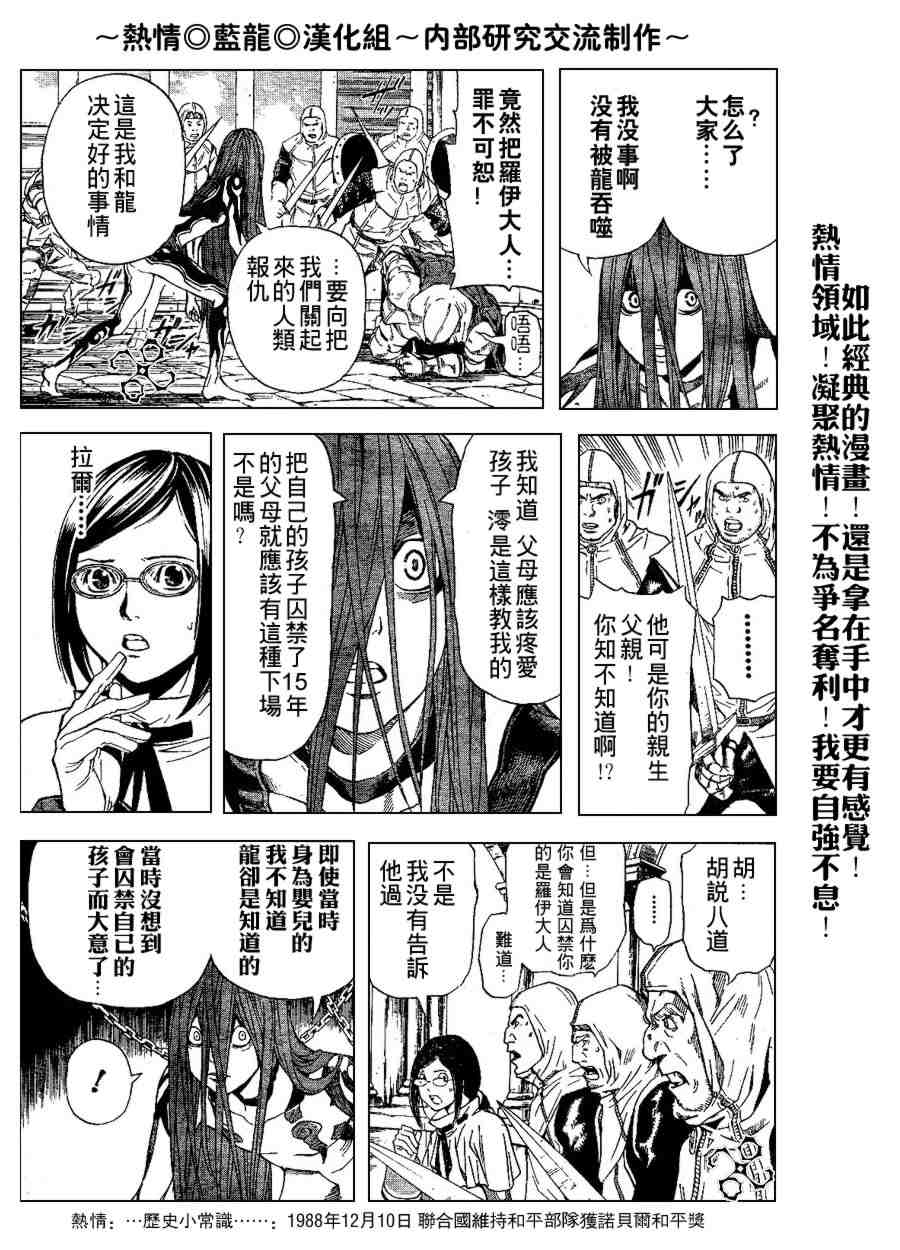 ～熱情◎藍龍◎漢化組～内部研究交流制作～
怎么了
？
大家……
我没事啊
没有被龍吞噬
竟然把羅伊大人…
罪不可恕！
唔
唔…
…要向把
我們關起
來的人類
報仇
這是我和龍
决定好的事情
………
他可是你的親生
父親！
你知不知道啊!?
我知道 父母應該疼愛
孩子 澪是這樣教我的
把自己的孩子囚禁了15年
的父母就應該有這種下場
不是嗎？
拉爾……
胡…
胡説八道
……
但…但是爲什麼
你會知道囚禁你
的是羅伊大人
難道…
不是
我没有告訴
他過
即使當時
身為嬰兒的
我不知道
龍卻是知道的
當時沒想到
會囚禁自己的
孩子而大意了…
！
如此經典的漫畫！還是拿在手中才更有感覺！
熱情領域！凝聚熱情！不為爭名奪利！我要自強不息！
熱情：…歷史小常識……：1988年12月10日 聯合國維持和平部隊獲諾貝爾和平獎